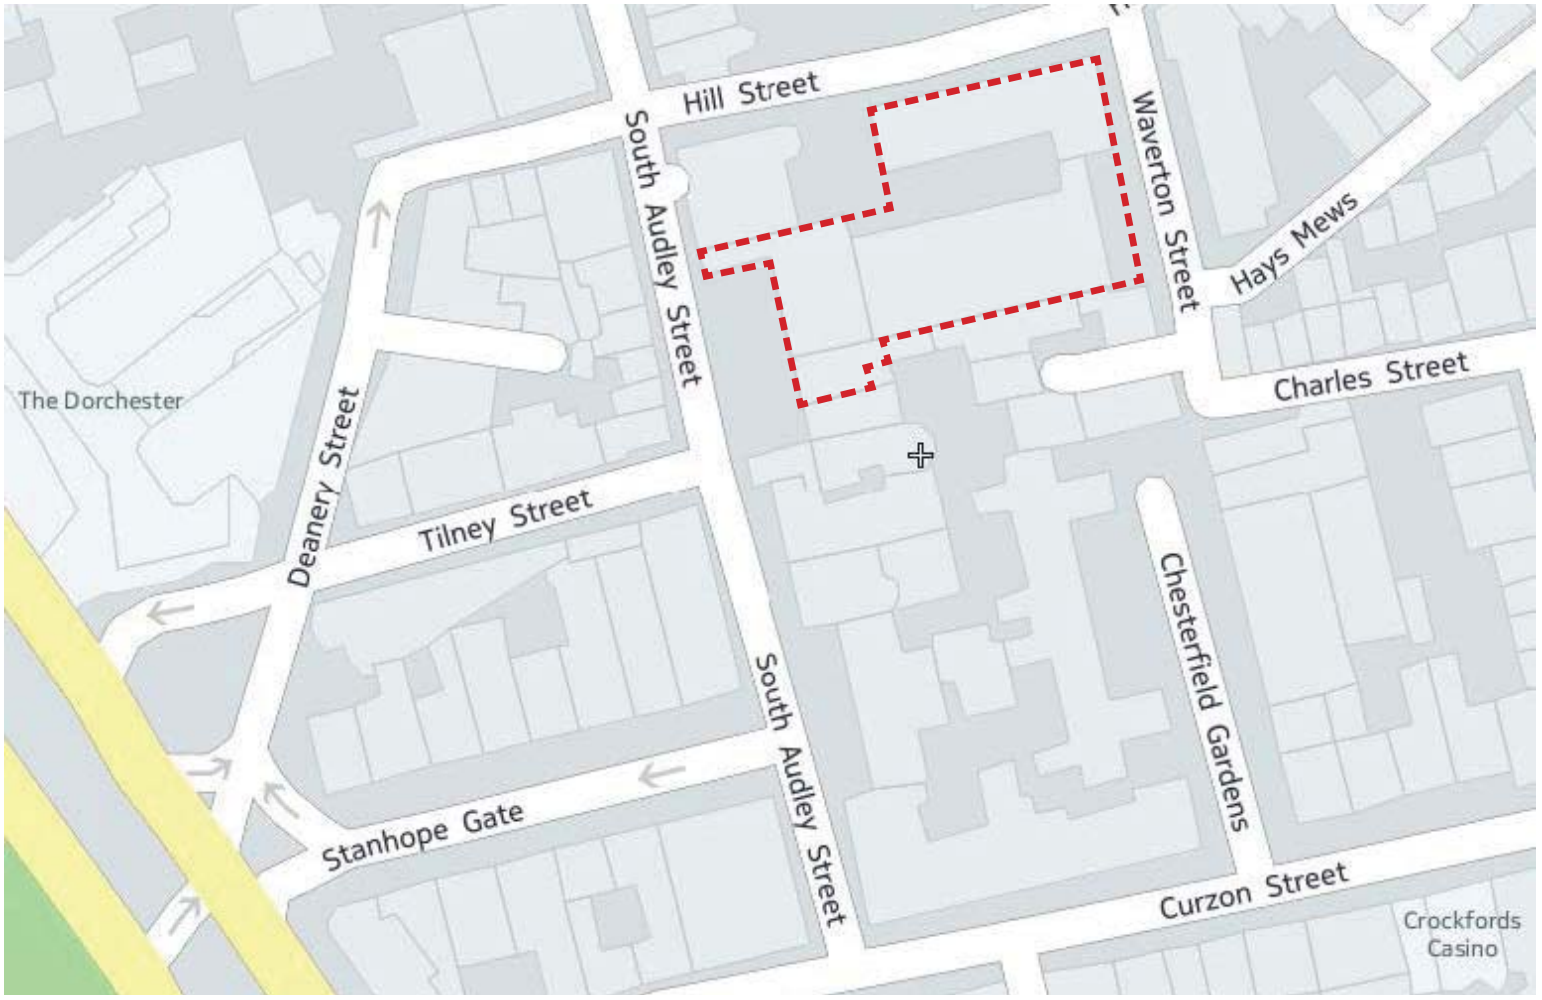 Hill Street
South Audley Street
Waverton Street
Hays Mews
The Dorchester
Charles Street
Deanery Street
Tilney Street
Chesterfield Gardens
South Audley Street
Stanhope Gate
Curzon Street
Crockfords
Casino